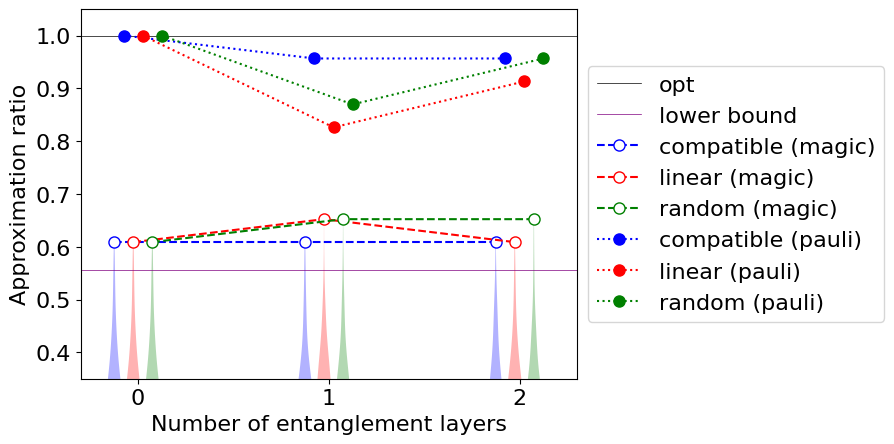 1.0
0.9
0.8
0.7
0.6
0.5
0.4
Approximation ratio
0 1 2
Number of entanglement layers
opt
lower bound
compatible (magic)
linear (magic)
random (magic)
compatible (pauli)
linear (pauli)
random (pauli)